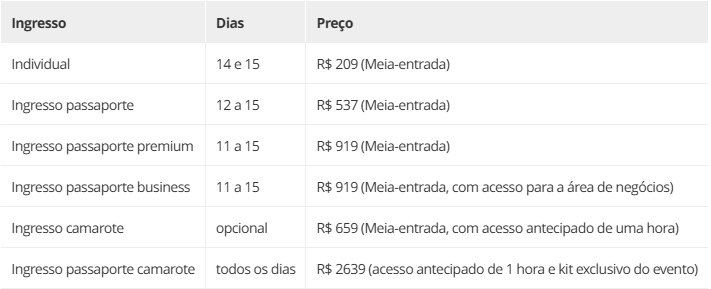 Ingresso Dias Preço
Individual 14 e 15 R$ 209 (Meia-entrada)
Ingresso passaporte 12 a 15 R$ 537 (Meia-entrada)
Ingresso passaporte premium 11 a 15 R$ 919 (Meia-entrada)
Ingresso passaporte business 11 a 15 R$ 919 (Meia-entrada, com acesso para a área de negócios)
Ingresso camarote opcional R$ 659 (Meia-entrada, com acesso antecipado de uma hora)
Ingresso passaporte camarote todos os dias R$ 2639 (acesso antecipado de 1 hora e kit exclusivo do evento)